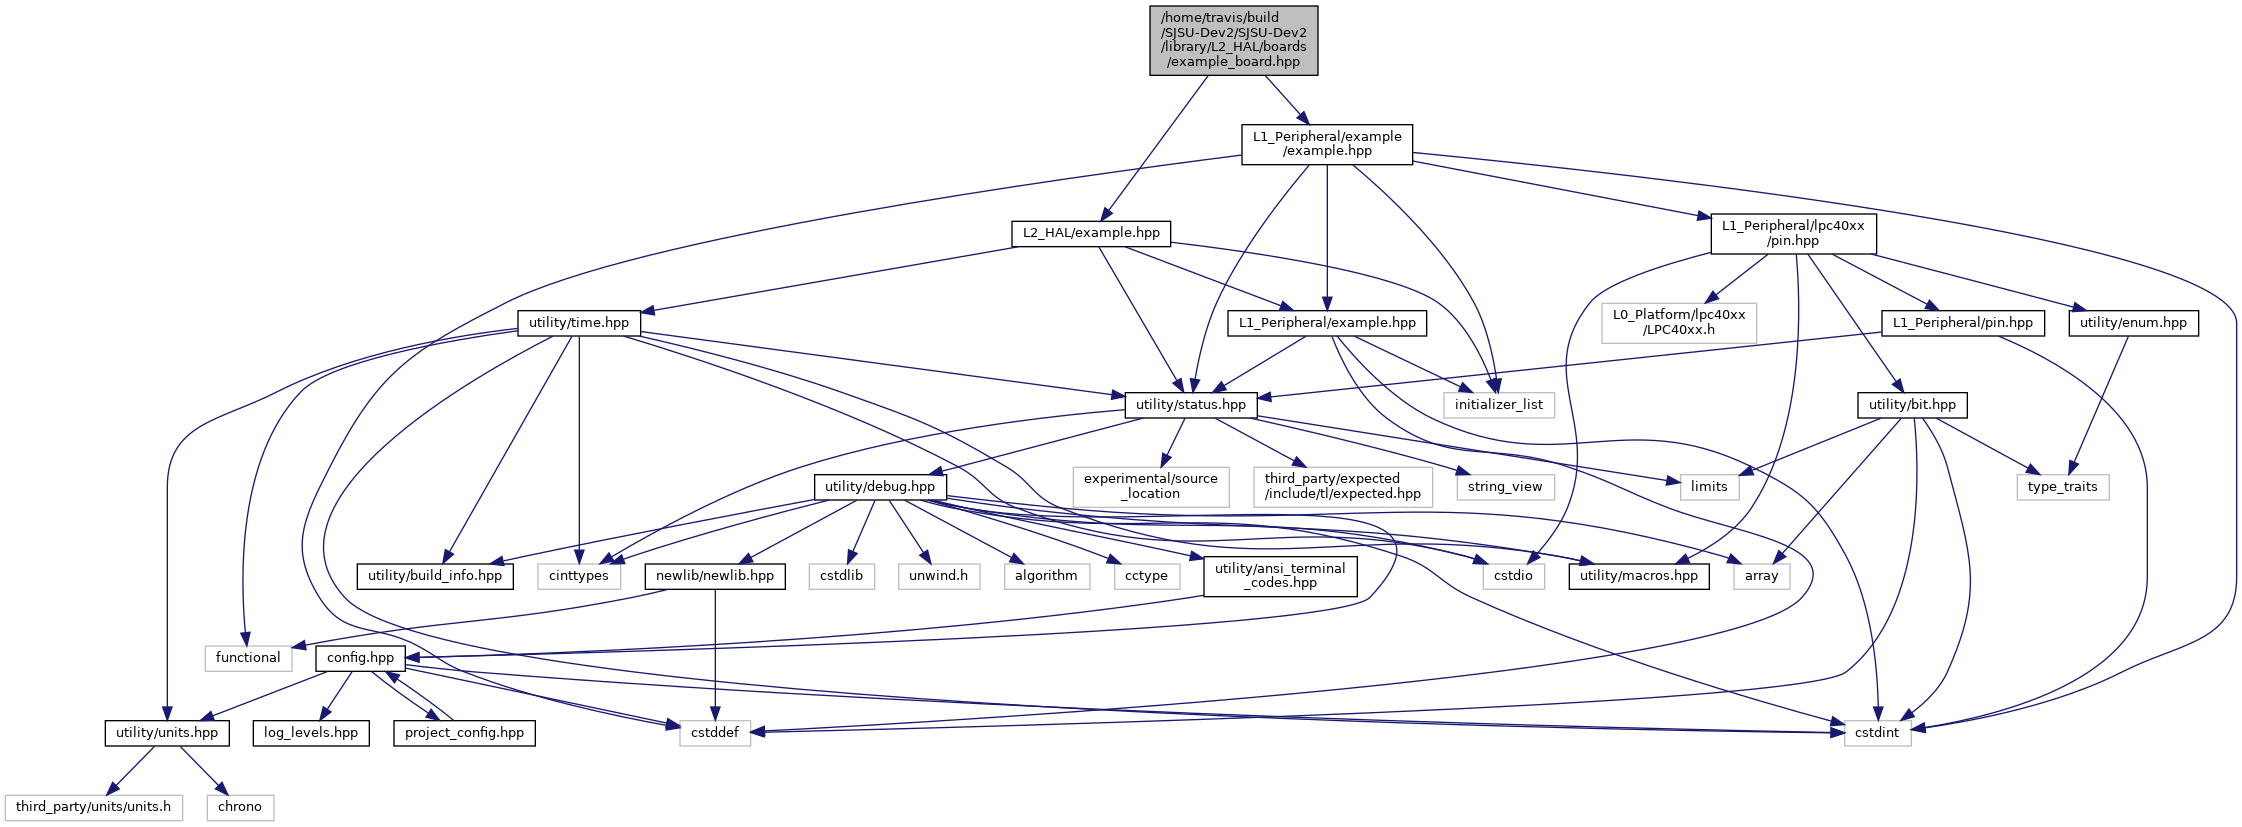 /home/travis/build
/SJSU-Dev2/SJSU-Dev2
/library/L2_HAL/boards
/example_board.hpp
L1_Peripheral/example
/example.hpp
L2_HAL/example.hpp
L1_Peripheral/lpc40xx
/pin.hpp
utility/time.hpp
L1_Peripheral/example.hpp
L0_Platform/lpc40xx
/LPC40xx.h
L1_Peripheral/pin.hpp
utility/enum.hpp
utility/status.hpp
initializer_list
utility/bit.hpp
utility/debug.hpp
experimental/source
_location
third_party/expected
/include/tl/expected.hpp
string_view
limits
type_traits
utility/build_info.hpp
cinttypes
newlib/newlib.hpp
cstdlib
unwind.h
algorithm
cctype
utility/ansi_terminal
_codes.hpp
cstdio
utility/macros.hpp
array
functional
config.hpp
utility/units.hpp
log_levels.hpp
project_config.hpp
cstddef
cstdint
third_party/units/units.h
chrono